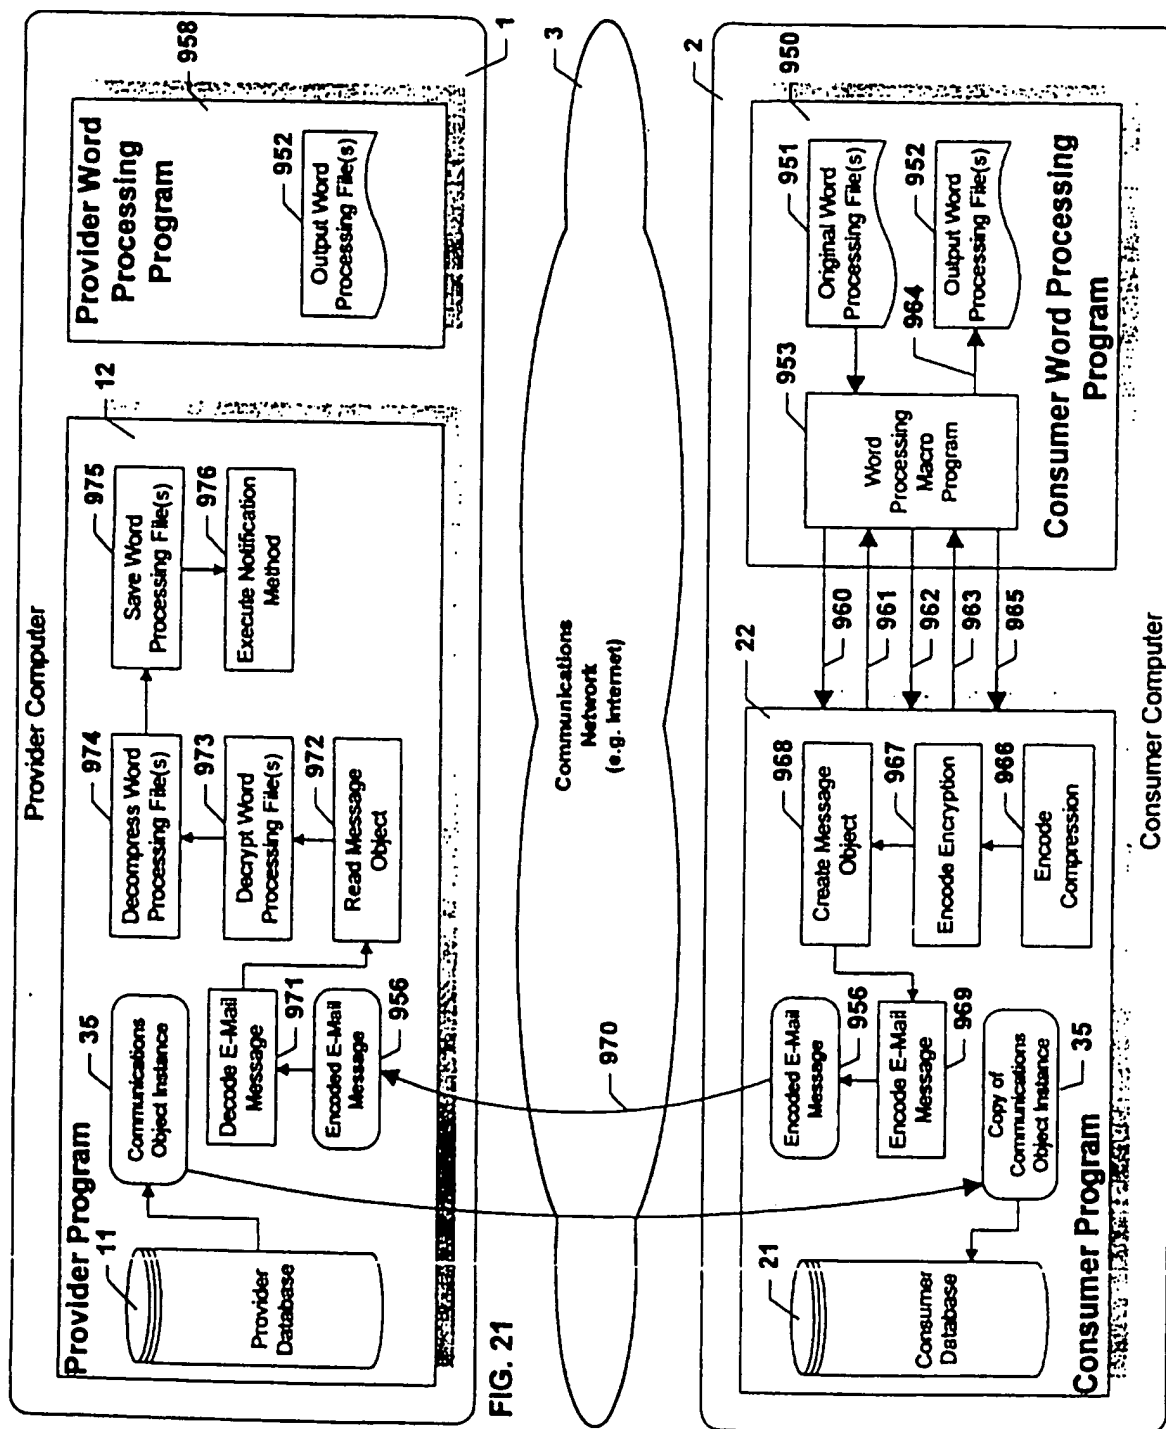 Provider Computer
1
Provider Program
12
11
Provider
Database
35
Communications
Object Instance
Decode E-Mail
Message
971
Encoded E-Mail
Message
956
Decompress Word
Processing File(s)
974
Decrypt Word
Processing File(s)
973
Read Message
Object
972
Save Word
Processing File(s)
975
Execute Notification
Method
976
Provider Word
Processing
Program
958
Output Word
Processing File(s)
952
FIG. 21
Communications
Network
(e.g. Internet)
3
970
2
22
21
Consumer
Database
Consumer Program
Encoded E-Mail
Message
956
Encode E-Mail
Message
969
Copy of
Communications
Object Instance
35
Create Message
Object
968
Encode Encryption
967
Encode
Compression
966
960
961
962
963
965
950
953
Word
Processing
Macro
Program
Original Word
Processing File(s)
951
964
Output Word
Processing File(s)
952
Consumer Word Processing
Program
Consumer Computer